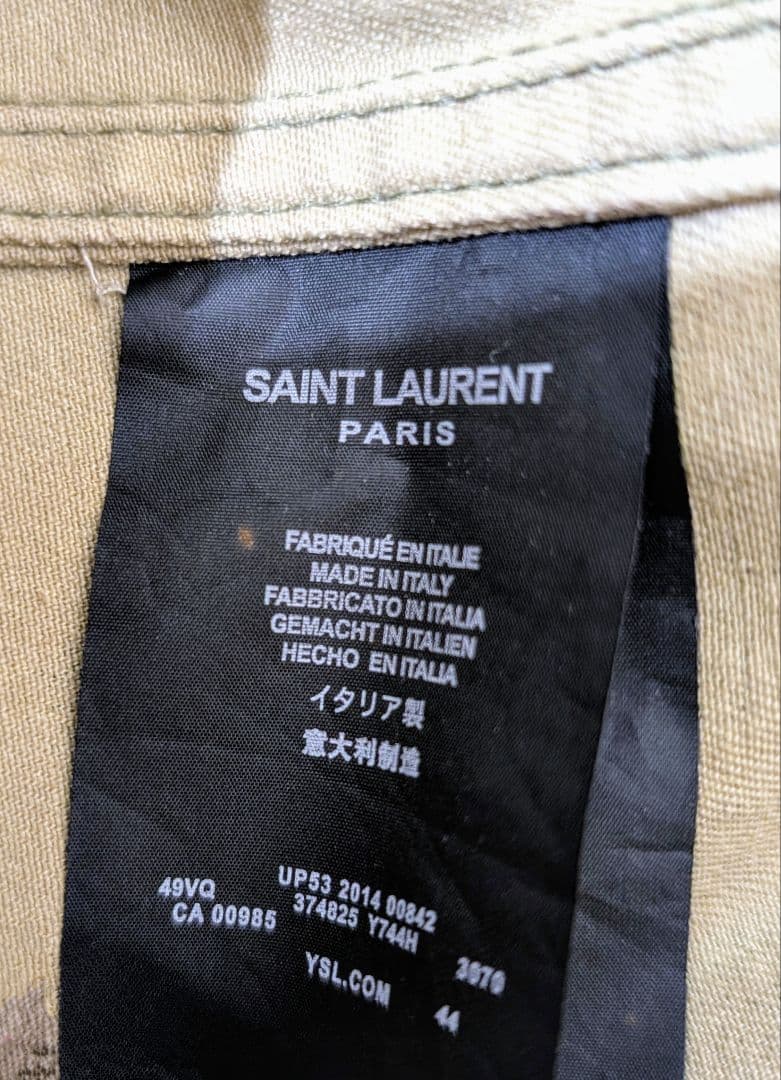 SAINT LAURENT
PARIS
FABRIQUÉ EN ITALIE
MADE IN ITALY
FABBRICATO IN ITALIA
GEMACHT IN ITALIEN
HECHO EN ITALIA
イタリア製
意大利制造
49VQ UP53 2014 00842
CA 00985 374825 Y744H 3070
YSL.COM 44